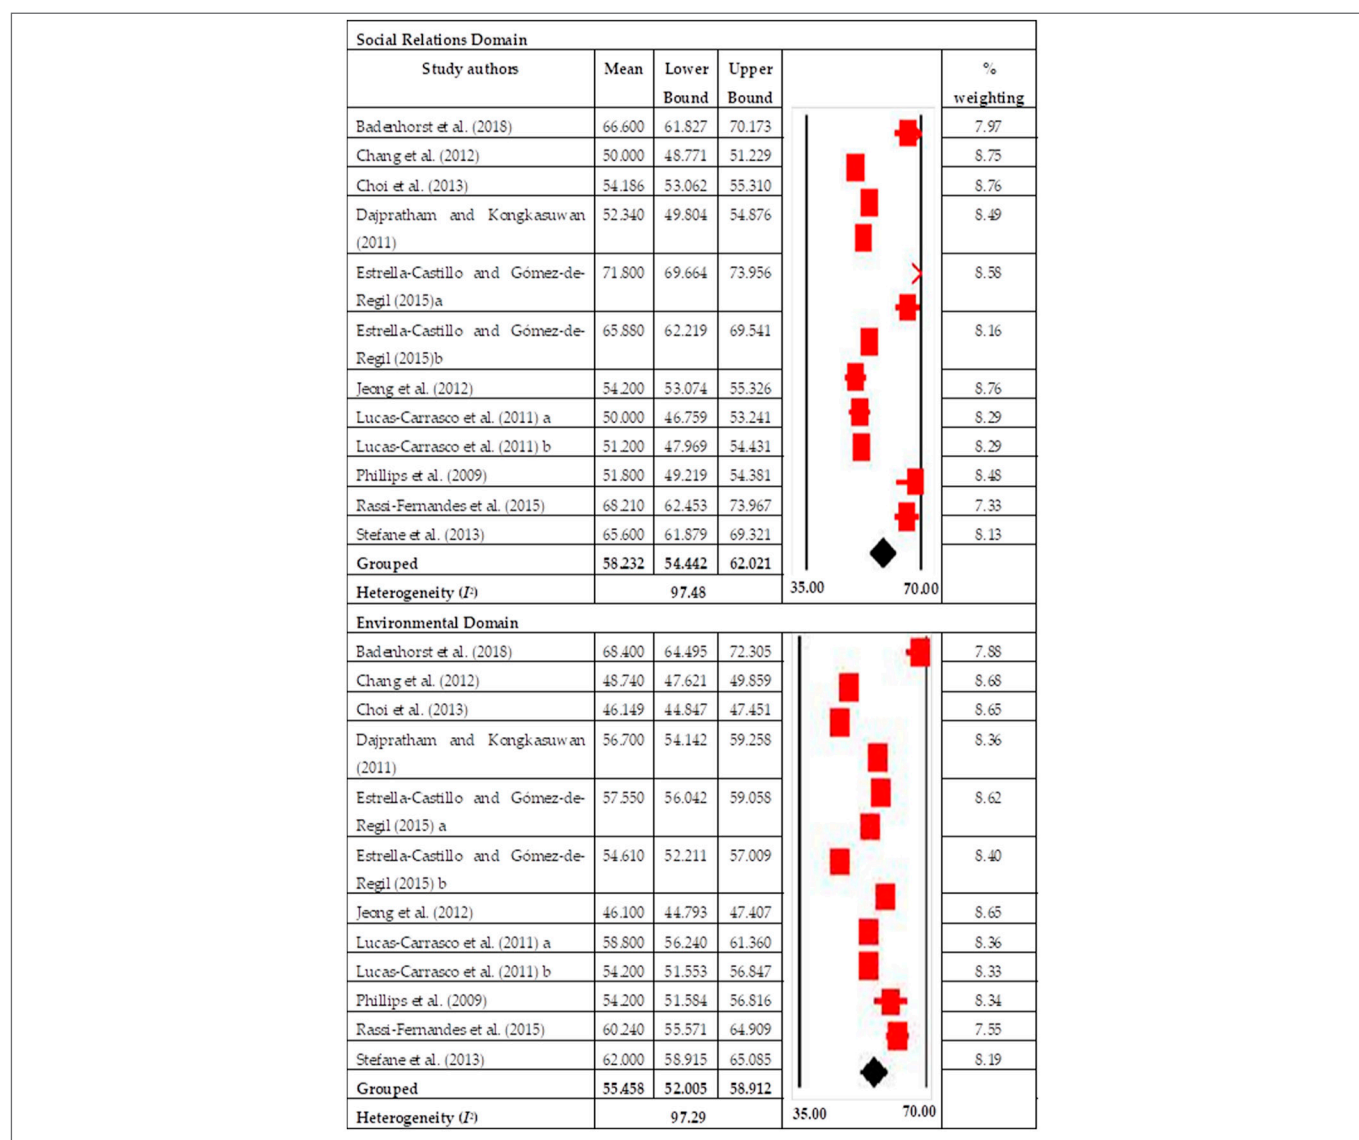 Social Relations Domain
Study authors Mean Lower Upper %
Bound Bound weighting
Badenhorst et al. (2018) 66.600 61.827 70.173 7.97
Chang et al. (2012) 50.000 48.771 51.229 8.75
Choi et al. (2013) 54.186 53.062 55.310 8.76
Dajpratham and Kongkasuwan 52.340 49.804 54.876 8.49
(2011)
Estrella-Castillo and Gómez-de- 71.800 69.664 73.956 8.58
Regil (2015)a
Estrella-Castillo and Gómez-de- 65.880 62.219 69.541 8.16
Regil (2015)b
Jeong et al. (2012) 54.200 53.074 55.326 8.76
Lucas-Carrasco et al. (2011) a 50.000 46.759 53.241 8.29
Lucas-Carrasco et al. (2011) b 51.200 47.969 54.431 8.29
Phillips et al. (2009) 51.800 49.219 54.381 8.48
Rassi-Fernandes et al. (2015) 68.210 62.453 73.967 7.33
Stefane et al. (2013) 65.600 61.879 69.321 8.13
Grouped 58.232 54.442 62.021
Heterogeneity (I²) 97.48 35.00 70.00
Environmental Domain
Badenhorst et al. (2018) 68.400 64.495 72.305 7.88
Chang et al. (2012) 48.740 47.621 49.859 8.68
Choi et al. (2013) 46.149 44.847 47.451 8.65
Dajpratham and Kongkasuwan 56.700 54.142 59.258 8.36
(2011)
Estrella-Castillo and Gómez-de- 57.550 56.042 59.058 8.62
Regil (2015) a
Estrella-Castillo and Gómez-de- 54.610 52.211 57.009 8.40
Regil (2015) b
Jeong et al. (2012) 46.100 44.793 47.407 8.65
Lucas-Carrasco et al. (2011) a 58.800 56.240 61.360 8.36
Lucas-Carrasco et al. (2011) b 54.200 51.553 56.847 8.33
Phillips et al. (2009) 54.200 51.584 56.816 8.34
Rassi-Fernandes et al. (2015) 60.240 55.571 64.909 7.55
Stefane et al. (2013) 62.000 58.915 65.085 8.19
Grouped 55.458 52.005 58.912
Heterogeneity (I²) 97.29 35.00 70.00